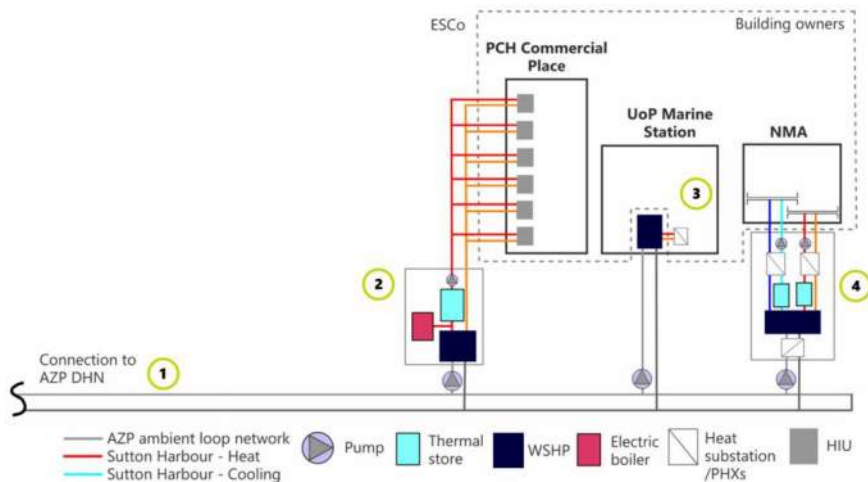 ESCo
Building owners
PCH Commercial
Place
UoP Marine
Station
NMA
3
2
4
Connection to
AZP DHN
1
AZP ambient loop network
Sutton Harbour - Heat
Sutton Harbour - Cooling
Pump
Thermal
store
WSHP
Electric
boiler
Heat
substation
/PHXs
HIU